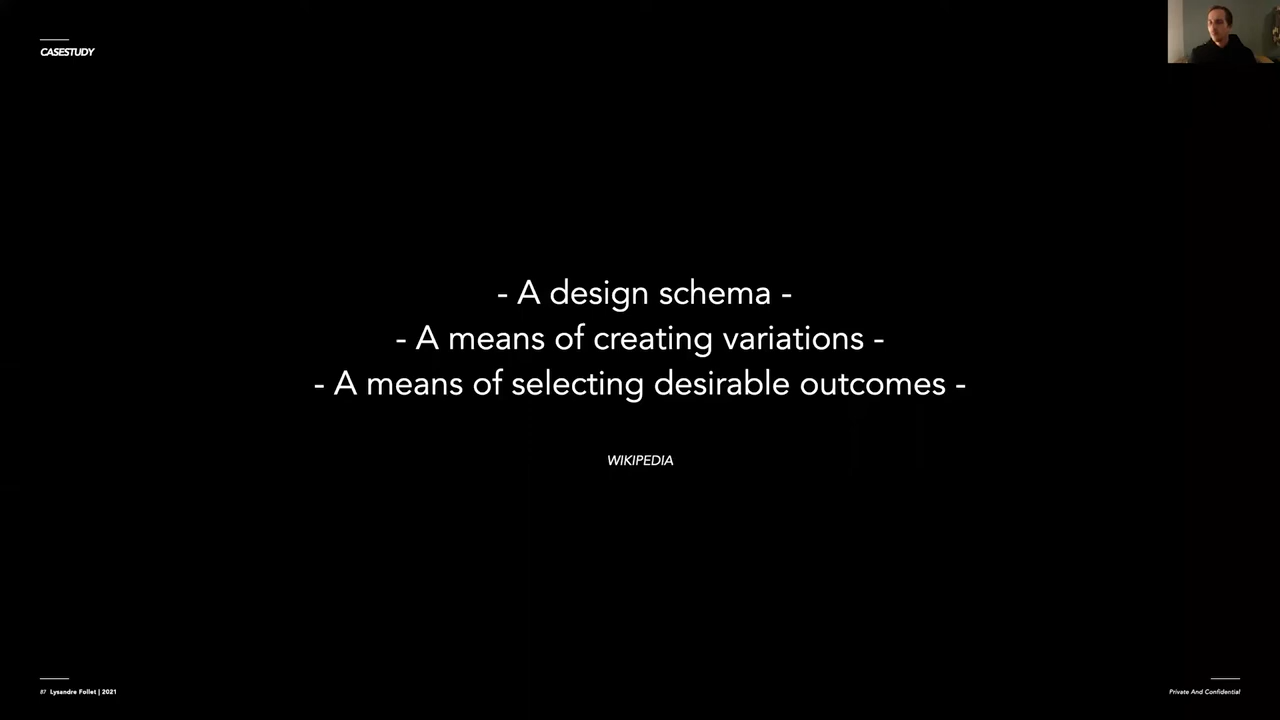 CASESTUDY
- A design schema -
- A means of creating variations -
- A means of selecting desirable outcomes -
WIKIPEDIA
87 Lysandre Follet | 2021
Private And Confidential